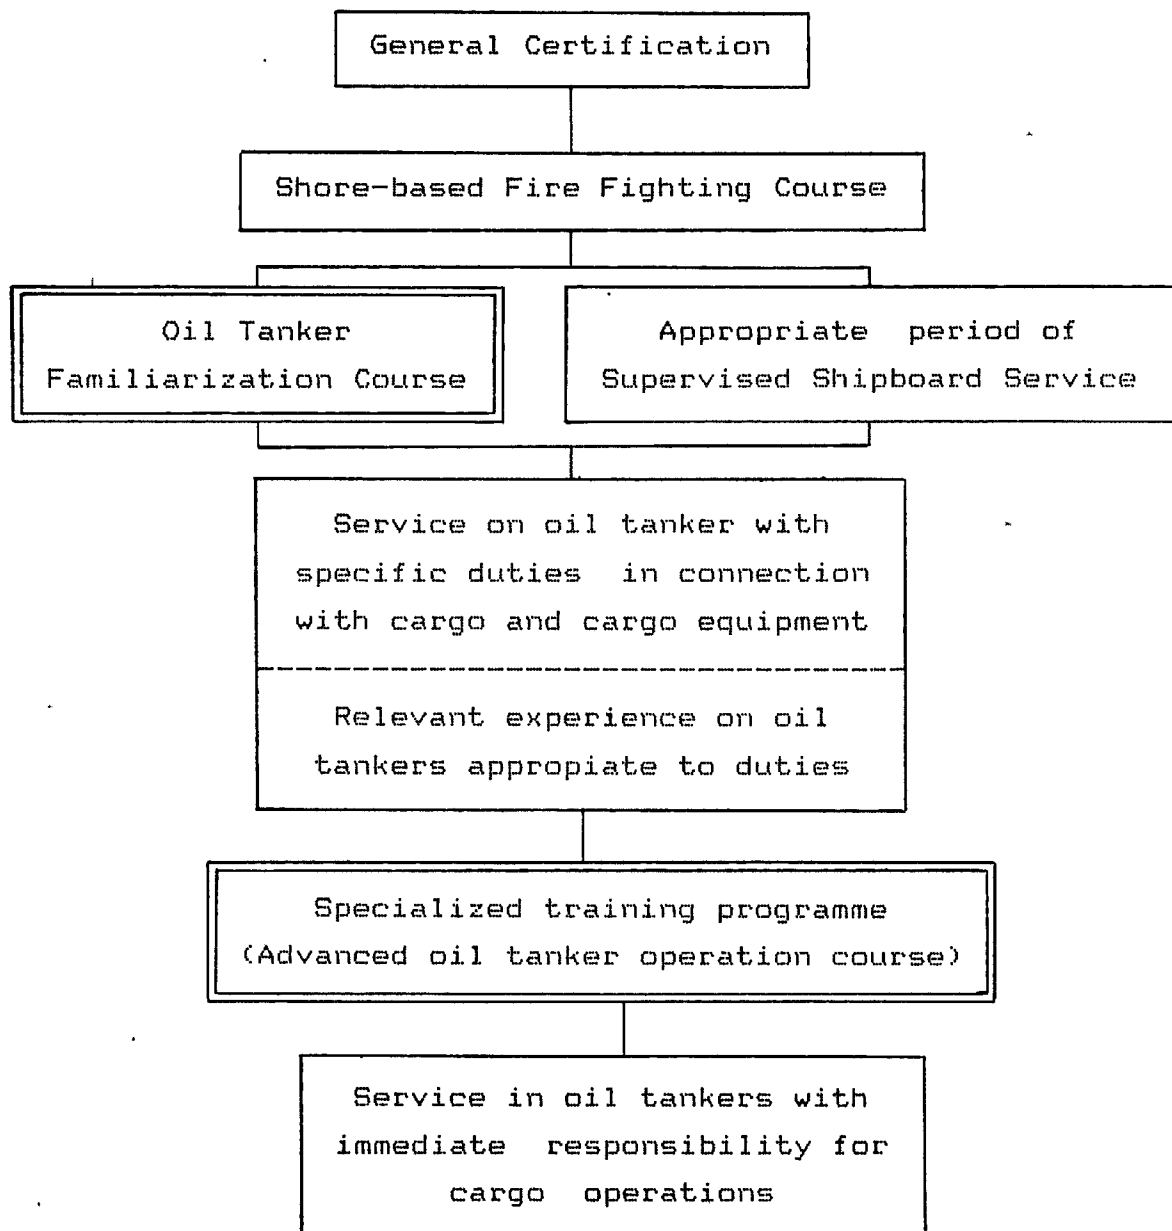 General Certification
Shore-based Fire Fighting Course
Oil Tanker
Familiarization Course
Appropriate period of
Supervised Shipboard Service
Service on oil tanker with
specific duties in connection
with cargo and cargo equipment
Relevant experience on oil
tankers appropiate to duties
Specialized training programme
(Advanced oil tanker operation course)
Service in oil tankers with
immediate responsibility for
cargo operations